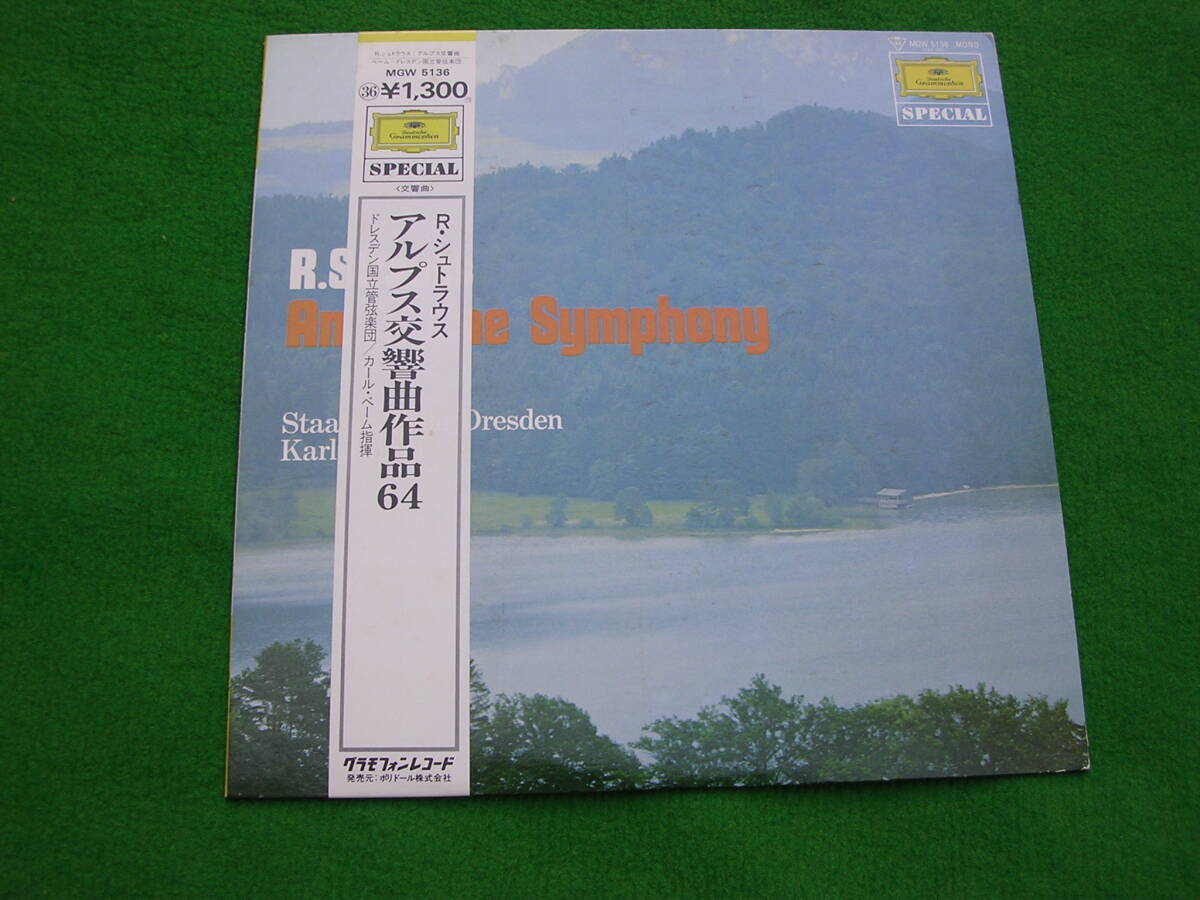 R.シュトラウス/アルプス交響曲
ベーム=ドレスデン国立管弦楽団
MGW 5136
36 ¥1,300
Deutsche
Grammophon
SPECIAL
〈交響曲〉
R・シュトラウス
アルプス交響曲作品64
ドレスデン国立管弦楽団/カール・ベーム指揮
グラモフォンレコード
発売元:ポリドール株式会社
MGW 5136 MONO
Deutsche
Grammophon
SPECIAL
R.S
An ne Symphony
Staa Dresden
Karl